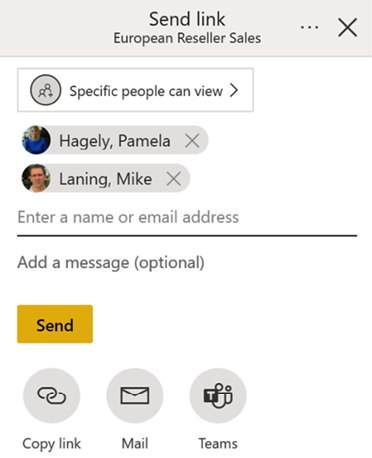 Send link
European Reseller Sales
Specific people can view
Hagely, Pamela
Laning, Mike
Enter a name or email address
Add a message (optional)
Send
Copy link
Mail
Teams